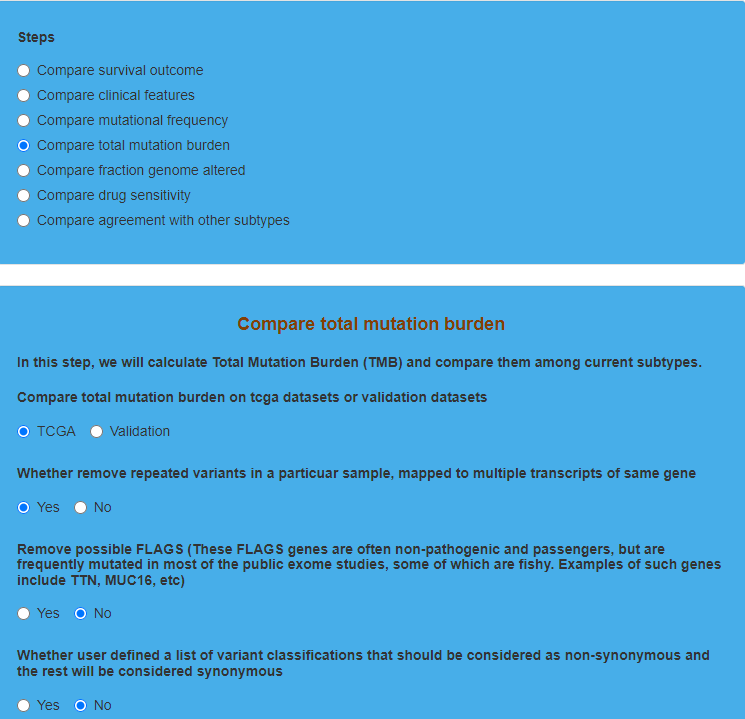 Steps
Compare survival outcome
Compare clinical features
Compare mutational frequency
Compare total mutation burden
Compare fraction genome altered
Compare drug sensitivity
Compare agreement with other subtypes
Compare total mutation burden
In this step, we will calculate Total Mutation Burden (TMB) and compare them among current subtypes.
Compare total mutation burden on tcga datasets or validation datasets
TCGA Validation
Whether remove repeated variants in a particuar sample, mapped to multiple transcripts of same gene
Yes No
Remove possible FLAGS (These FLAGS genes are often non-pathogenic and passengers, but are
frequently mutated in most of the public exome studies, some of which are fishy. Examples of such genes
include TTN, MUC16, etc)
Yes No
Whether user defined a list of variant classifications that should be considered as non-synonymous and
the rest will be considered synonymous
Yes No